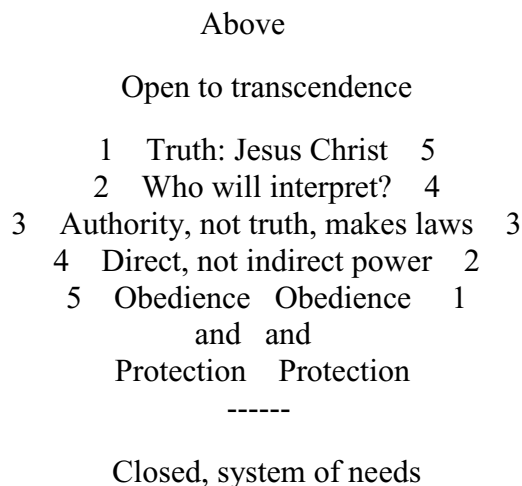 Above
Open to transcendence
1 Truth: Jesus Christ 5
2 Who will interpret? 4
3 Authority, not truth, makes laws 3
4 Direct, not indirect power 2
5 Obedience Obedience 1
and and
Protection Protection
------
Closed, system of needs